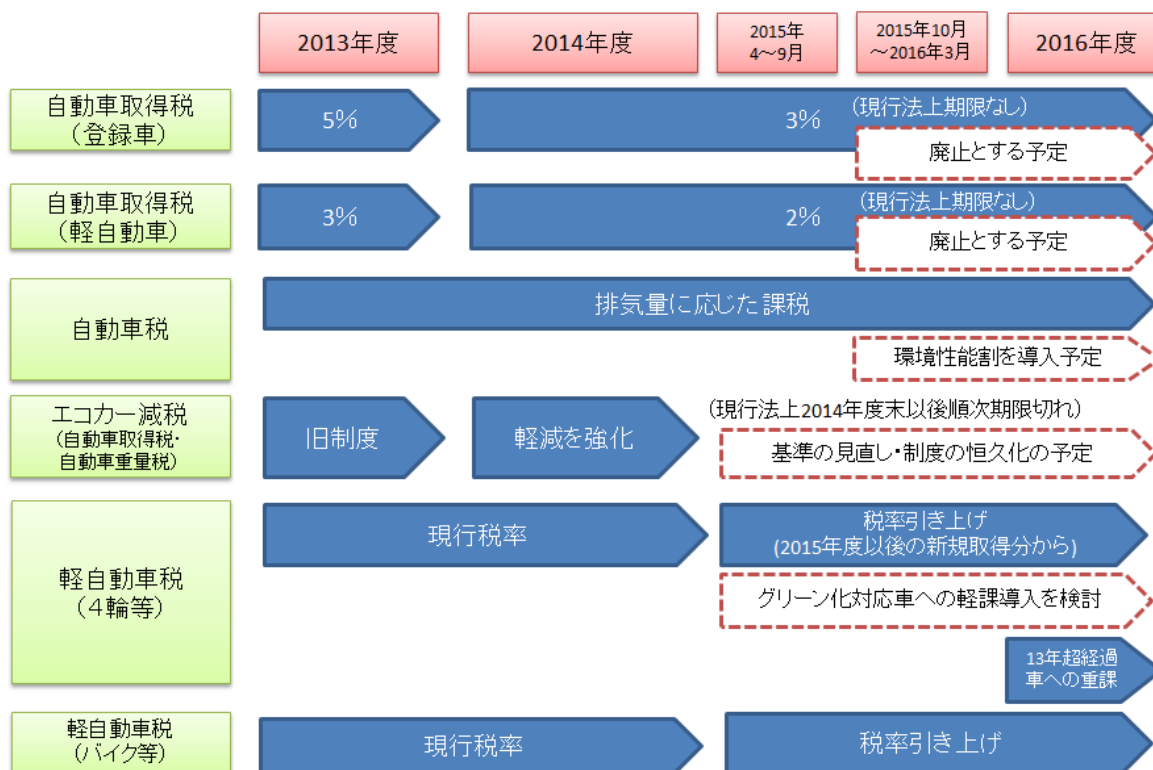 2013年度
2014年度
2015年
4～9月
2015年10月
～2016年3月
2016年度
自動車取得税
（登録車）
5%
3%
(現行法上期限なし)
廃止とする予定
自動車取得税
（軽自動車）
3%
2%
(現行法上期限なし)
廃止とする予定
自動車税
排気量に応じた課税
環境性能割を導入予定
エコカー減税
(自動車取得税・
自動車重量税)
旧制度
軽減を強化
(現行法上2014年度末以後順次期限切れ)
基準の見直し・制度の恒久化の予定
軽自動車税
（４輪等）
現行税率
税率引き上げ
(2015年度以後の新規取得分から)
グリーン化対応車への軽課導入を検討
13年超経過
車への重課
軽自動車税
(バイク等)
現行税率
税率引き上げ